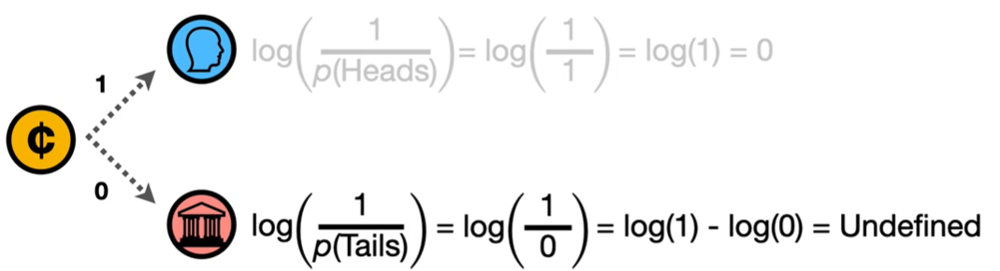 log(1/p(Heads)) = log(1/1) = log(1) = 0
1
¢
0
log(1/p(Tails)) = log(1/0) = log(1) - log(0) = Undefined